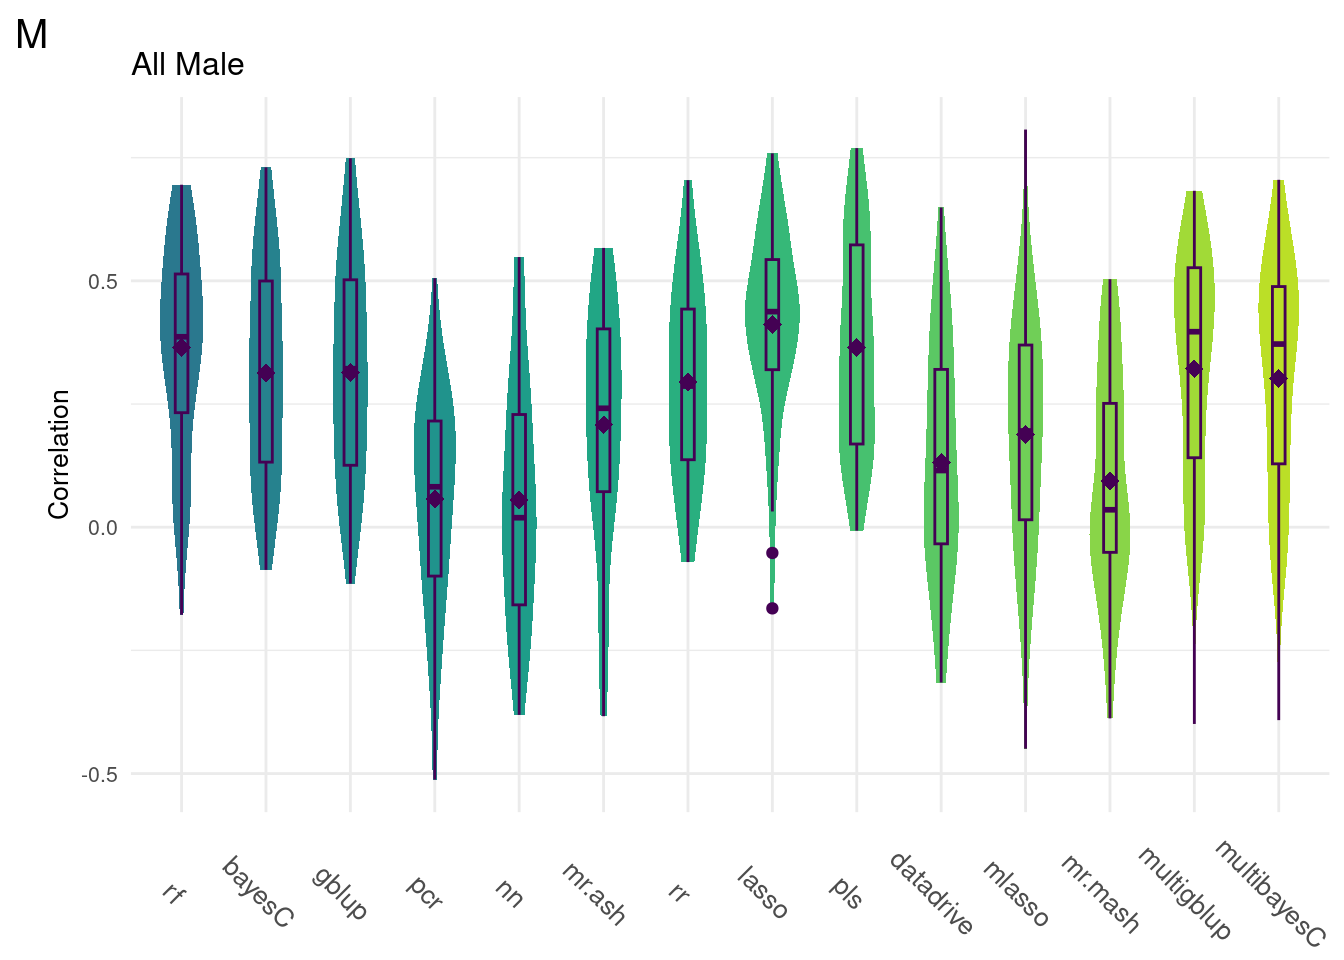 M
All Male
Correlation
0.5
0.0
-0.5
rf
bayesC
gblup
pcr
nn
mr.ash
rr
lasso
pls
datadrive
mlasso
mr.mash
multigblup
multibayesC